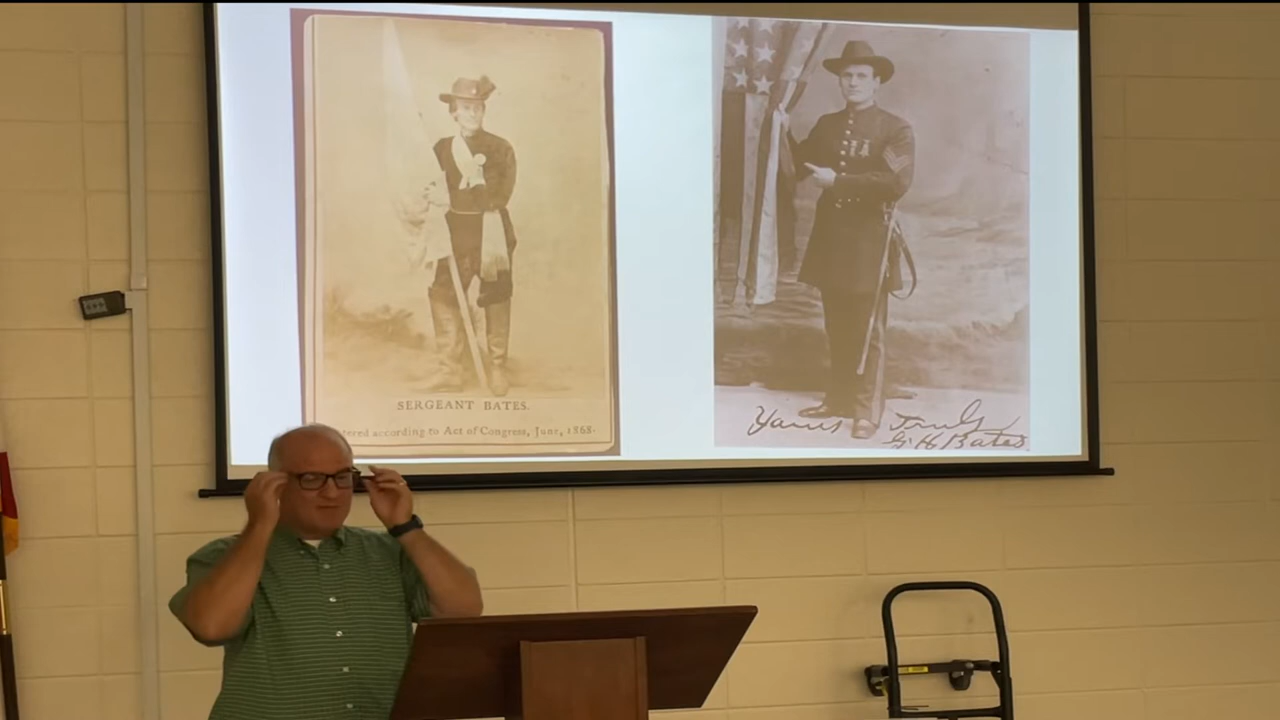 SERGEANT BATES.
tered according to Act of Congress, June, 1868.
Yours Truly
G H Bates